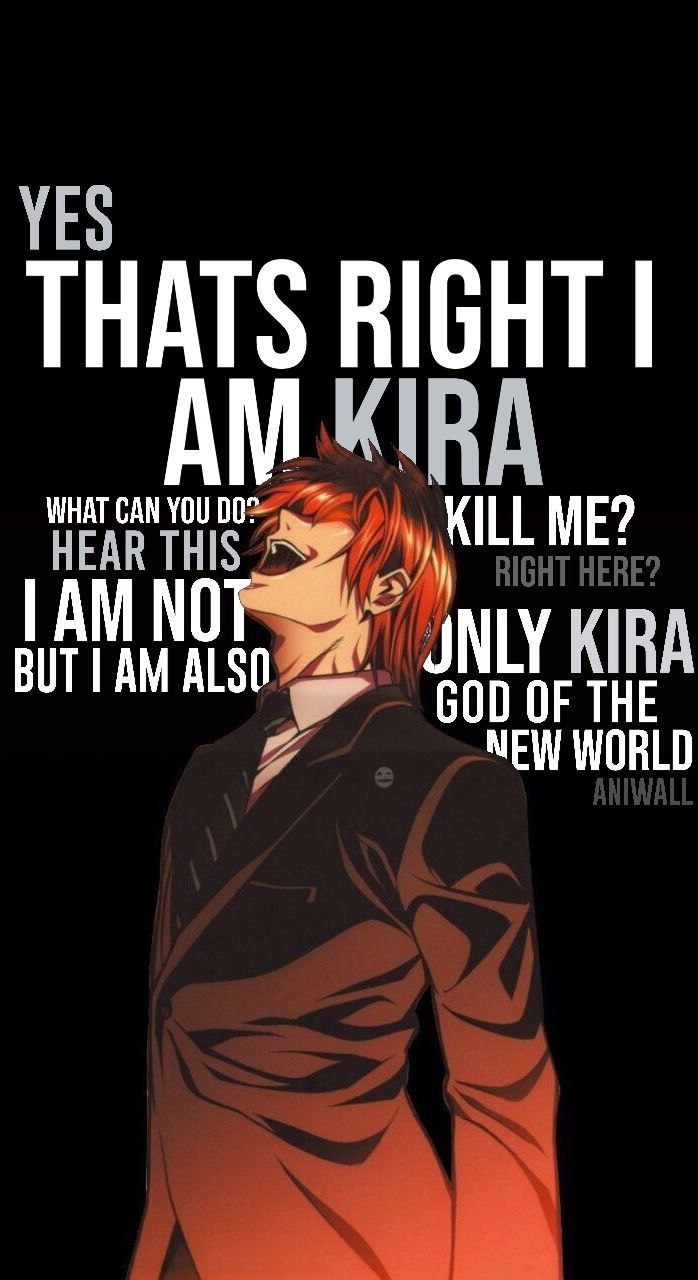 YES
THATS RIGHT I
AM KIRA
WHAT CAN YOU DO? KILL ME?
HEAR THIS RIGHT HERE?
I AM NOT ONLY KIRA
BUT I AM ALSO GOD OF THE
NEW WORLD
ANIWALL